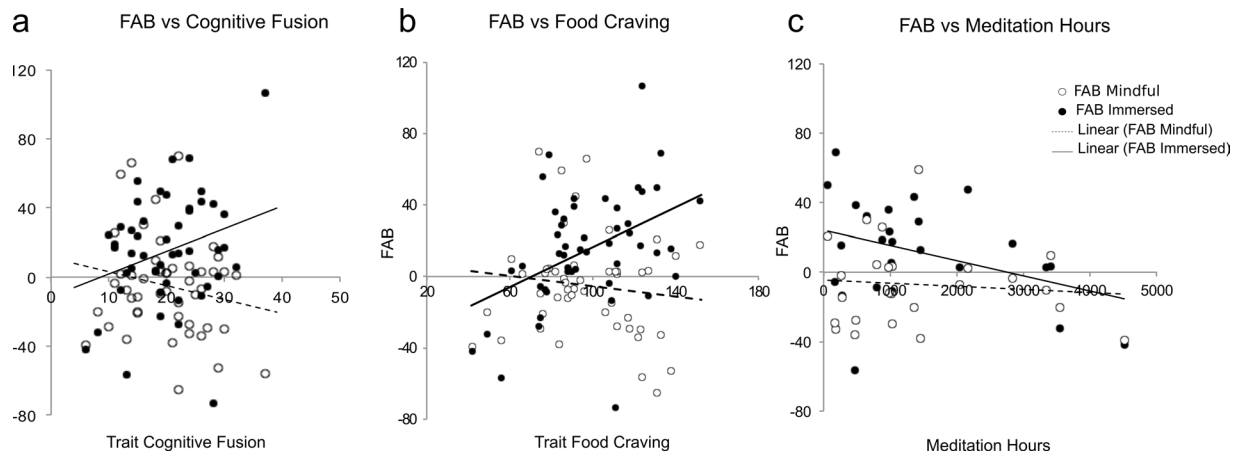 a
FAB vs Cognitive Fusion
120
80
40
0
-40
-80
0
10
20
30
40
50
Trait Cognitive Fusion
b
FAB vs Food Craving
FAB
120
80
40
0
-40
-80
20
60
100
140
180
Trait Food Craving
c
FAB vs Meditation Hours
FAB
120
80
40
0
-40
-80
0
1000
2000
3000
4000
5000
FAB Mindful
FAB Immersed
Linear (FAB Mindful)
Linear (FAB Immersed)
Meditation Hours